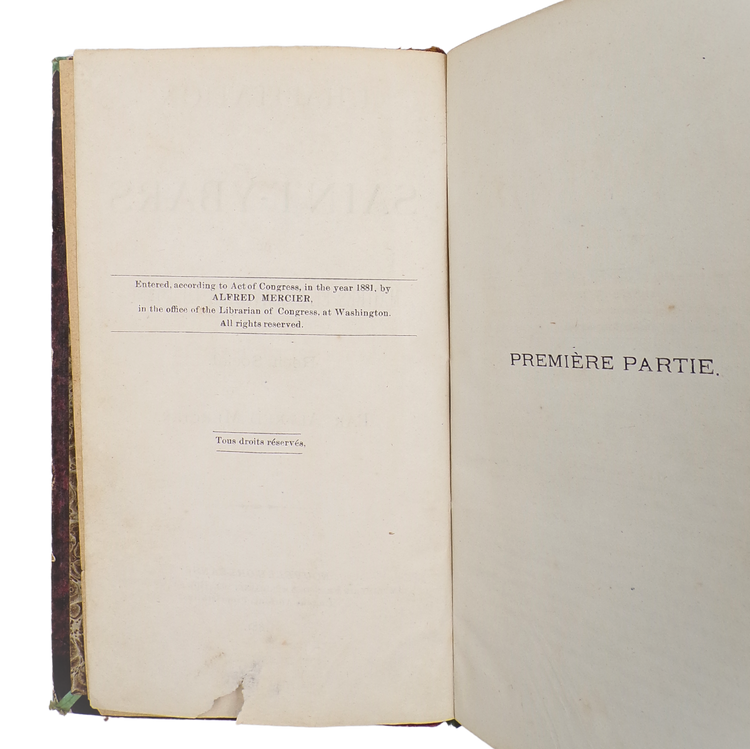 Entered, according to Act of Congress, in the year 1881, by
ALFRED MERCIER,
in the office of the Librarian of Congress, at Washington.
All rights reserved.
Tous droits réservés.
PREMIÈRE PARTIE.